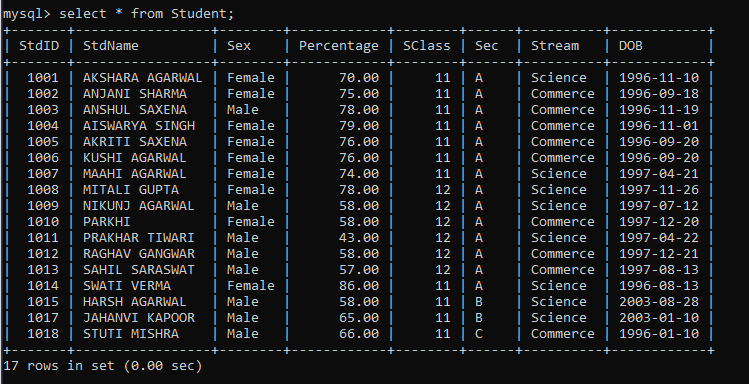 mysql> select * from Student;
+-------+-----------------+--------+------------+--------+------+----------+------------+
| StdID | StdName         | Sex    | Percentage | SClass | Sec  | Stream   | DOB        |
+-------+-----------------+--------+------------+--------+------+----------+------------+
|  1001 | AKSHARA AGARWAL | Female |      70.00 |     11 | A    | Science  | 1996-11-10 |
|  1002 | ANJANI SHARMA   | Female |      75.00 |     11 | A    | Commerce | 1996-09-18 |
|  1003 | ANSHUL SAXENA   | Male   |      78.00 |     11 | A    | Commerce | 1996-11-19 |
|  1004 | AISWARYA SINGH  | Female |      79.00 |     11 | A    | Commerce | 1996-11-01 |
|  1005 | AKRITI SAXENA   | Female |      76.00 |     11 | A    | Commerce | 1996-09-20 |
|  1006 | KUSHI AGARWAL   | Female |      76.00 |     11 | A    | Commerce | 1996-09-20 |
|  1007 | MAAHI AGARWAL   | Female |      74.00 |     11 | A    | Science  | 1997-04-21 |
|  1008 | MITALI GUPTA    | Female |      78.00 |     12 | A    | Science  | 1997-11-26 |
|  1009 | NIKUNJ AGARWAL  | Male   |      58.00 |     12 | A    | Science  | 1997-07-12 |
|  1010 | PARKHI          | Female |      58.00 |     12 | A    | Commerce | 1997-12-20 |
|  1011 | PRAKHAR TIWARI  | Male   |      43.00 |     12 | A    | Science  | 1997-04-22 |
|  1012 | RAGHAV GANGWAR  | Male   |      58.00 |     12 | A    | Commerce | 1997-12-21 |
|  1013 | SAHIL SARASWAT  | Male   |      57.00 |     12 | A    | Commerce | 1997-08-13 |
|  1014 | SWATI VERMA     | Female |      86.00 |     11 | A    | Science  | 1996-08-13 |
|  1015 | HARSH AGARWAL   | Male   |      58.00 |     11 | B    | Science  | 2003-08-28 |
|  1017 | JAHANVI KAPOOR  | Male   |      65.00 |     11 | B    | Science  | 2003-01-10 |
|  1018 | STUTI MISHRA    | Male   |      66.00 |     11 | C    | Commerce | 1996-01-10 |
+-------+-----------------+--------+------------+--------+------+----------+------------+
17 rows in set (0.00 sec)